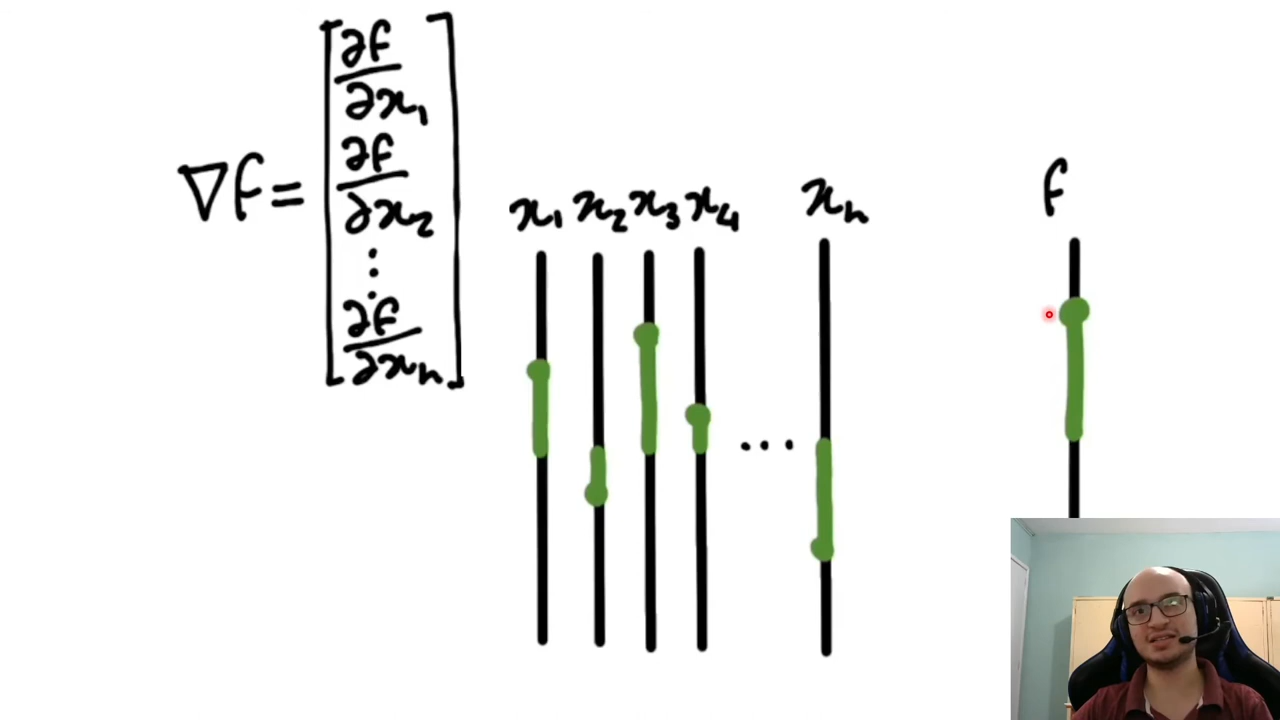 ∇f = [∂f/∂x₁
∂f/∂x₂
⋮
∂f/∂xₙ]
x₁ x₂ x₃ x₄ ... xₙ
f